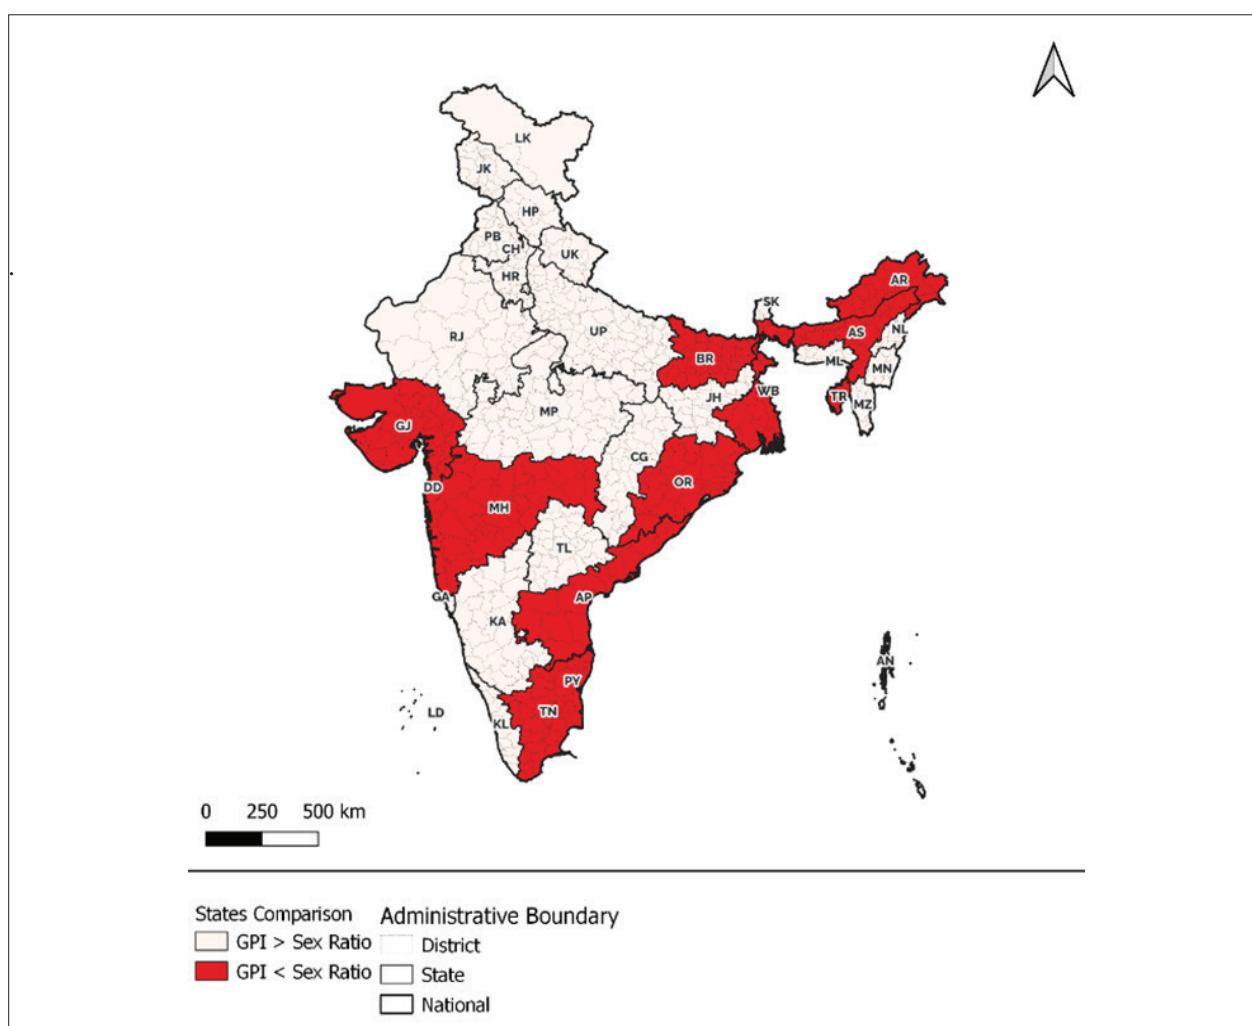 LK
JK
HP
PB
CH
UK
HR
AR
SK
RJ
UP
AS
NL
BR
ML
MN
JH
WB
TR
MZ
MP
GJ
CG
OR
DD
MH
TL
GA
AP
KA
AN
PY
LD
TN
KL
0 250 500 km
States Comparison
GPI > Sex Ratio
GPI < Sex Ratio
Administrative Boundary
District
State
National